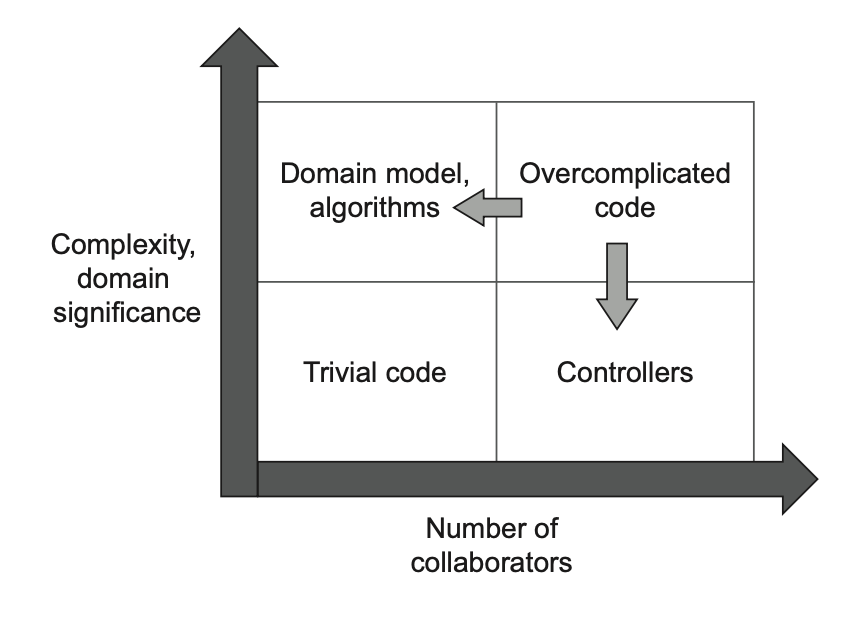 Domain model,
algorithms
Overcomplicated
code
Complexity,
domain
significance
Trivial code
Controllers
Number of
collaborators